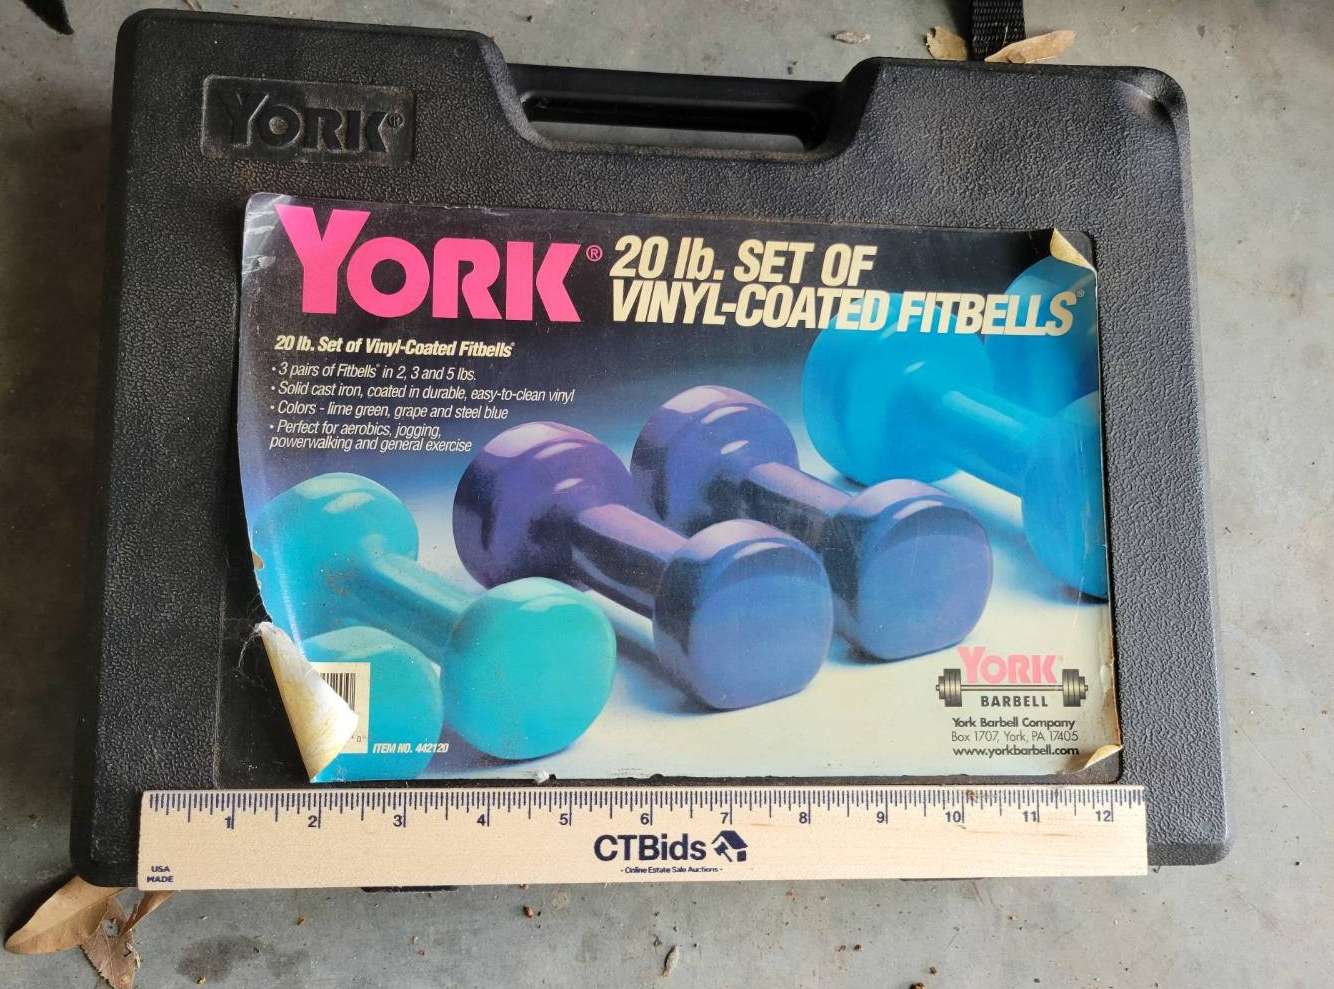 YORK®
YORK® 20 lb. SET OF
VINYL-COATED FITBELLS®
20 lb. Set of Vinyl-Coated Fitbells®
• 3 pairs of Fitbells® in 2, 3 and 5 lbs.
• Solid cast iron, coated in durable, easy-to-clean vinyl
• Colors - lime green, grape and steel blue
• Perfect for aerobics, jogging,
powerwalking and general exercise
ITEM NO. 442120
YORK®
BARBELL
York Barbell Company
Box 1707, York, PA 17405
www.yorkbarbell.com
1 2 3 4 5 6 7 8 9 10 11 12
CTBids
- Online Estate Sale Auctions -
USA
MADE